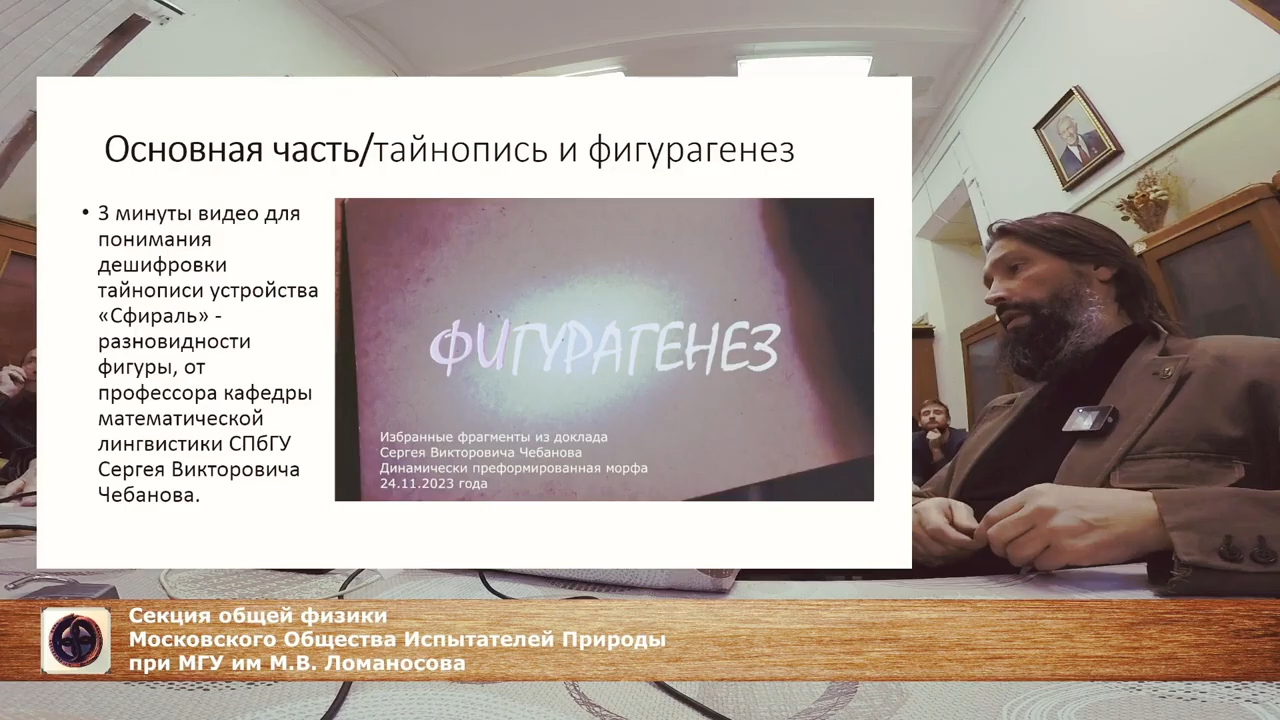 Основная часть/тайнопись и фигурагенез
• 3 минуты видео для
понимания
дешифровки
тайнописи устройства
«Сфираль» -
разновидности
фигуры, от
профессора кафедры
математической
лингвистики СПбГУ
Сергея Викторовича
Чебанова.
ФИГУРАГЕНЕЗ
Избранные фрагменты из доклада
Сергея Викторовича Чебанова
Динамически преформированная морфа
24.11.2023 года
Секция общей физики
Московского Общества Испытателей Природы
при МГУ им М.В. Ломаносова